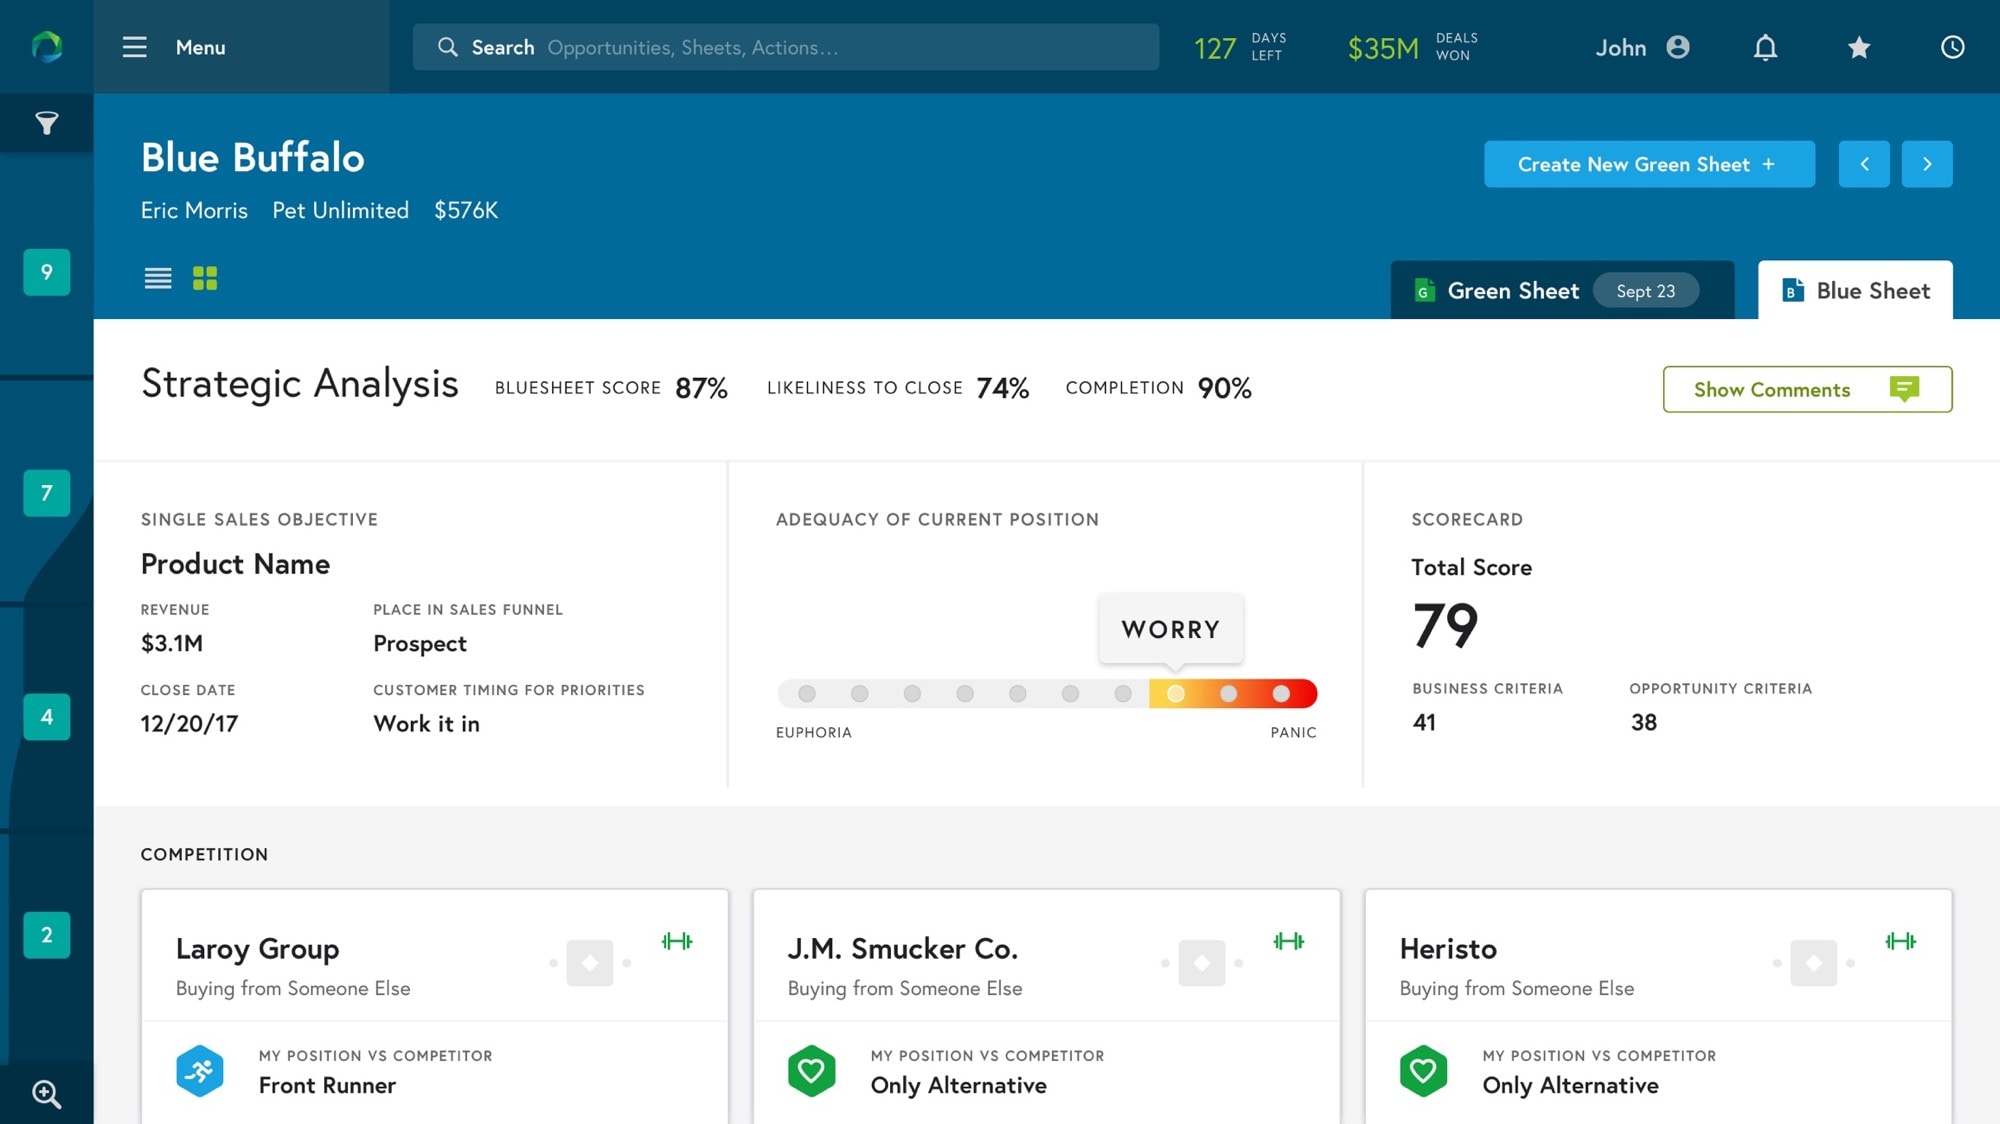 Menu
Search Opportunities, Sheets, Actions...
127 DAYS LEFT
$35M DEALS WON
John
Blue Buffalo
Create New Green Sheet +
Eric Morris Pet Unlimited $576K
G Green Sheet Sept 23
B Blue Sheet
9
7
4
2
Strategic Analysis BLUESHEET SCORE 87% LIKELINESS TO CLOSE 74% COMPLETION 90%
Show Comments
SINGLE SALES OBJECTIVE
Product Name
REVENUE PLACE IN SALES FUNNEL
$3.1M Prospect
CLOSE DATE CUSTOMER TIMING FOR PRIORITIES
12/20/17 Work it in
ADEQUACY OF CURRENT POSITION
WORRY
EUPHORIA PANIC
SCORECARD
Total Score
79
BUSINESS CRITERIA OPPORTUNITY CRITERIA
41 38
COMPETITION
Laroy Group
Buying from Someone Else
MY POSITION VS COMPETITOR
Front Runner
J.M. Smucker Co.
Buying from Someone Else
MY POSITION VS COMPETITOR
Only Alternative
Heristo
Buying from Someone Else
MY POSITION VS COMPETITOR
Only Alternative